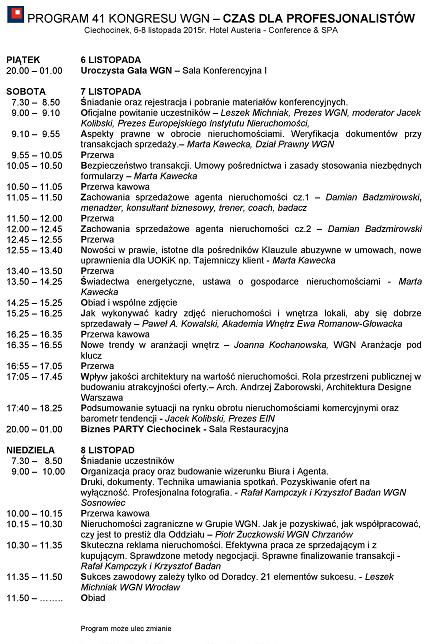 PROGRAM 41 KONGRESU WGN – CZAS DLA PROFESJONALISTÓW
Ciechocinek, 6-8 listopada 2015r. Hotel Austeria - Conference & SPA
PIĄTEK 6 LISTOPADA
20.00 – 01.00 Uroczysta Gala WGN – Sala Konferencyjna I
SOBOTA 7 LISTOPADA
7.30 – 8.50 Śniadanie oraz rejestracja i pobranie materiałów konferencyjnych.
9.00 – 9.10 Oficjalne powitanie uczestników – Leszek Michniak, Prezes WGN, moderator Jacek
Kolibski, Prezes Europejskiego Instytutu Nieruchomości,
9.10 – 9.55 Aspekty prawne w obrocie nieruchomościami. Weryfikacja dokumentów przy
transakcjach sprzedaży.– Marta Kawecka, Dział Prawny WGN
9.55 – 10.05 Przerwa
10.05 – 10.50 Bezpieczeństwo transakcji. Umowy pośrednictwa i zasady stosowania niezbędnych
formularzy – Marta Kawecka
10.50 – 11.05 Przerwa kawowa
11.05 – 11.50 Zachowania sprzedażowe agenta nieruchomości cz.1 – Damian Badzmirowski,
menadzer, konsultant biznesowy, trener, coach, badacz
11.50 – 12.00 Przerwa
12.00 – 12.45 Zachowania sprzedażowe agenta nieruchomości cz.2 – Damian Badzmirowski
12.45 – 12.55 Przerwa
12.55 – 13.40 Nowości w prawie, istotne dla pośredników Klauzule abuzywne w umowach, nowe
uprawnienia dla UOKiK np. Tajemniczy klient - Marta Kawecka
13.40 – 13.50 Przerwa
13.50 – 14.25 Świadectwa energetyczne, ustawa o gospodarce nieruchomościami - Marta
Kawecka
14.25 – 15.25 Obiad i wspólne zdjęcie
15.25 – 16.25 Jak wykonywać kadry zdjęć nieruchomości i wnętrza lokali, aby się dobrze
sprzedawały – Paweł A. Kowalski, Akademia Wnętrz Ewa Romanow-Głowacka
16.25 – 16.35 Przerwa kawowa
16.35 – 16.55 Nowe trendy w aranżacji wnętrz – Joanna Kochanowska, WGN Aranżacje pod
klucz
16.55 – 17.05 Przerwa
17:05 – 17.45 Wpływ jakości architektury na wartość nieruchomości. Rola przestrzeni publicznej w
budowaniu atrakcyjności oferty.– Arch. Andrzej Zaborowski, Architektura Designe
Warszawa
17:40 – 18.25 Podsumowanie sytuacji na rynku obrotu nieruchomościami komercyjnymi oraz
barometr tendencji - Jacek Kolibski, Prezes EIN
20.00 – 01.00 Biznes PARTY Ciechocinek - Sala Restauracyjna
NIEDZIELA 8 LISTOPAD
7.30 – 8.50 Śniadanie uczestników
9.00 – 10.00 Organizacja pracy oraz budowanie wizerunku Biura i Agenta.
Druki, dokumenty. Technika umawiania spotkań. Pozyskiwanie ofert na
wyłączność. Profesjonalna fotografia. - Rafał Kampczyk i Krzysztof Badan WGN
Sosnowiec
10.00 – 10.15 Przerwa kawowa
10.15 – 10.30 Nieruchomości zagraniczne w Grupie WGN. Jak je pozyskiwać, jak współpracować,
czy jest to prestiż dla Oddziału – Piotr Żuczkowski WGN Chrzanów
10.30 – 11.35 Skuteczna reklama nieruchomości. Efektywna praca ze sprzedającym i z
kupującym. Sprawdzone metody negocjacji. Sprawne finalizowanie transakcji -
Rafał Kampczyk i Krzysztof Badan
11.35 – 11.50 Sukces zawodowy zależy tylko od Doradcy. 21 elementów sukcesu. - Leszek
Michniak WGN Wrocław
11.50 – …….. Obiad
Program może ulec zmianie